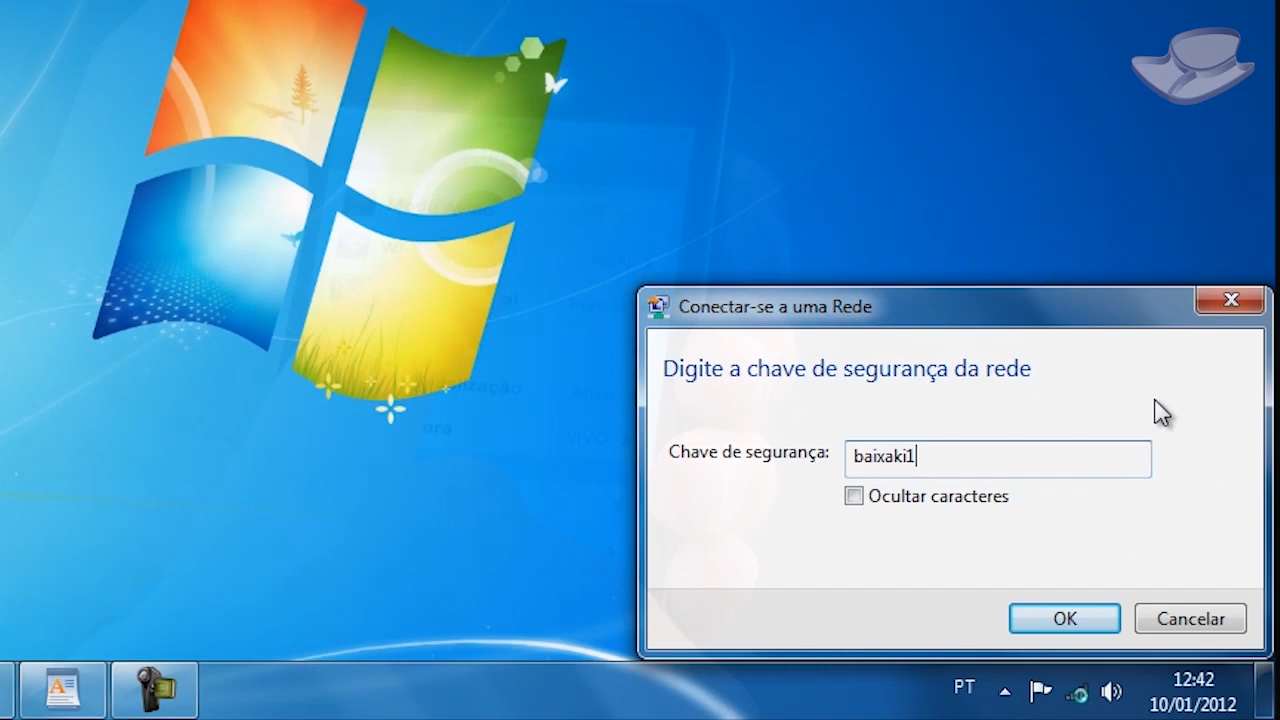 Conectar-se a uma Rede
Digite a chave de segurança da rede
Chave de segurança: baixaki1
Ocultar caracteres
OK Cancelar
PT
12:42
10/01/2012